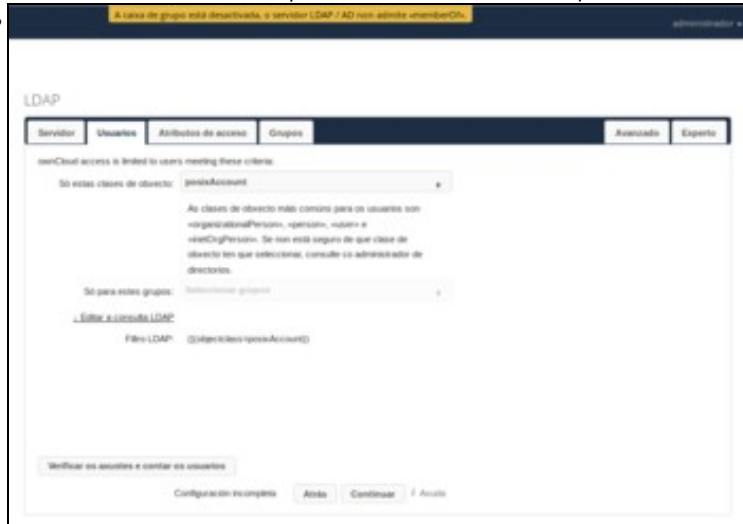 A caixa de grupo está desactivada, o servidor LDAP / AD non admite «memberOf».
administrador
LDAP
Servidor Usuarios Atributos de acceso Grupos Avanzado Experto
ownCloud access is limited to users meeting these criteria:
Só estas clases de obxecto: posixAccount
As clases de obxecto máis comúns para os usuarios son
«organizationalPerson», «person», «user» e
«inetOrgPerson». Se non está seguro de que clase de
obxecto ten que seleccionar, consulte co administrador de
directorios.
Só para estes grupos: Seleccionar grupos
↓ Editar a consulta LDAP
Filtro LDAP: (|(objectclass=posixAccount))
Verificar os axustes e contar os usuarios
Configuración incompleta Atrás Continuar i Axuda